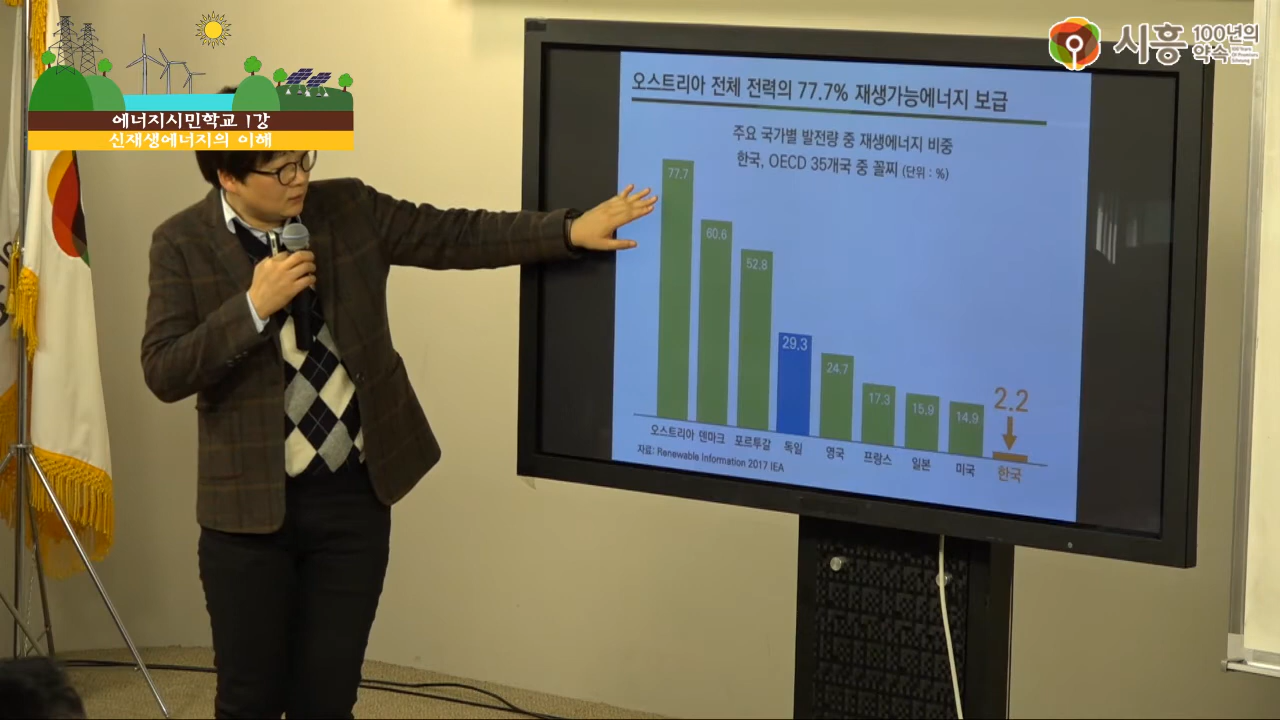 에너지시민학교 1강
신재생에너지의 이해
시흥 100년의 약속
오스트리아 전체 전력의 77.7% 재생가능에너지 보급
주요 국가별 발전량 중 재생에너지 비중
한국, OECD 35개국 중 꼴찌 (단위 : %)
77.7
60.6
52.8
29.3
24.7
17.3
15.9
14.9
2.2
오스트리아 덴마크 포르투갈 독일 영국 프랑스 일본 미국 한국
자료: Renewable Information 2017 IEA